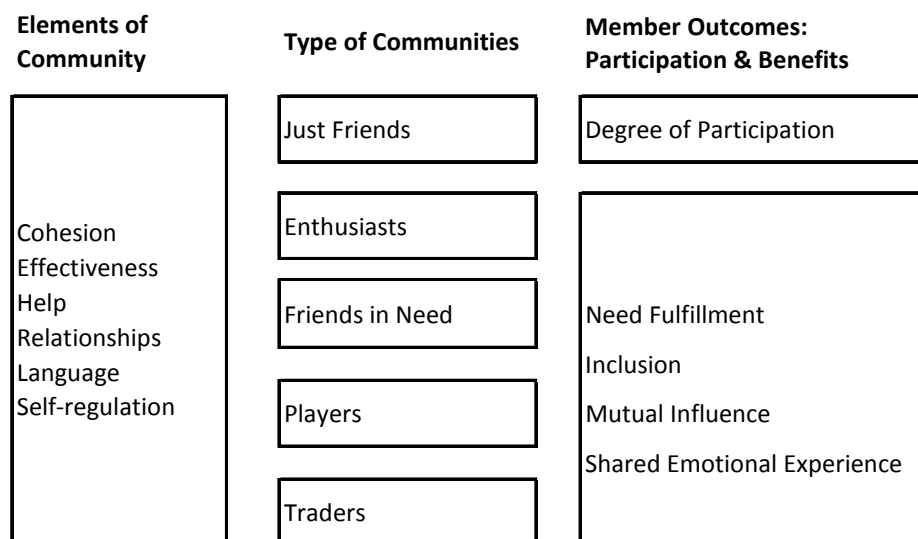 Elements of
Community
Type of Communities
Member Outcomes:
Participation & Benefits
Cohesion
Effectiveness
Help
Relationships
Language
Self-regulation
Just Friends
Enthusiasts
Friends in Need
Players
Traders
Degree of Participation
Need Fulfillment
Inclusion
Mutual Influence
Shared Emotional Experience